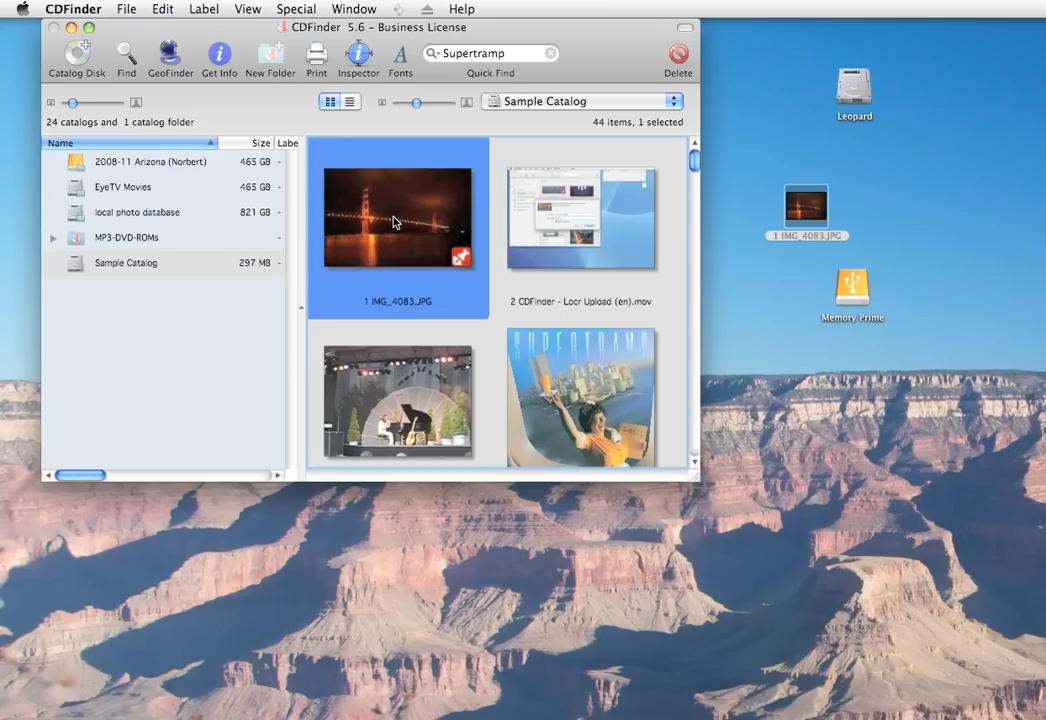 CDFinder File Edit Label View Special Window Help
CDFinder 5.6 - Business License
Supertramp
Catalog Disk Find GeoFinder Get Info New Folder Print Inspector Fonts Quick Find Delete
Sample Catalog
24 catalogs and 1 catalog folder
44 items, 1 selected
Name Size Labe
2008-11 Arizona (Norbert) 465 GB -
EyeTV Movies 465 GB -
local photo database 821 GB -
MP3-DVD-ROMs -
Sample Catalog 297 MB -
1 IMG_4083.JPG
2 CDFinder - Locr Upload (en).mov
SUPERTRAMP
Leopard
1 IMG_4083.JPG
Memory Prime